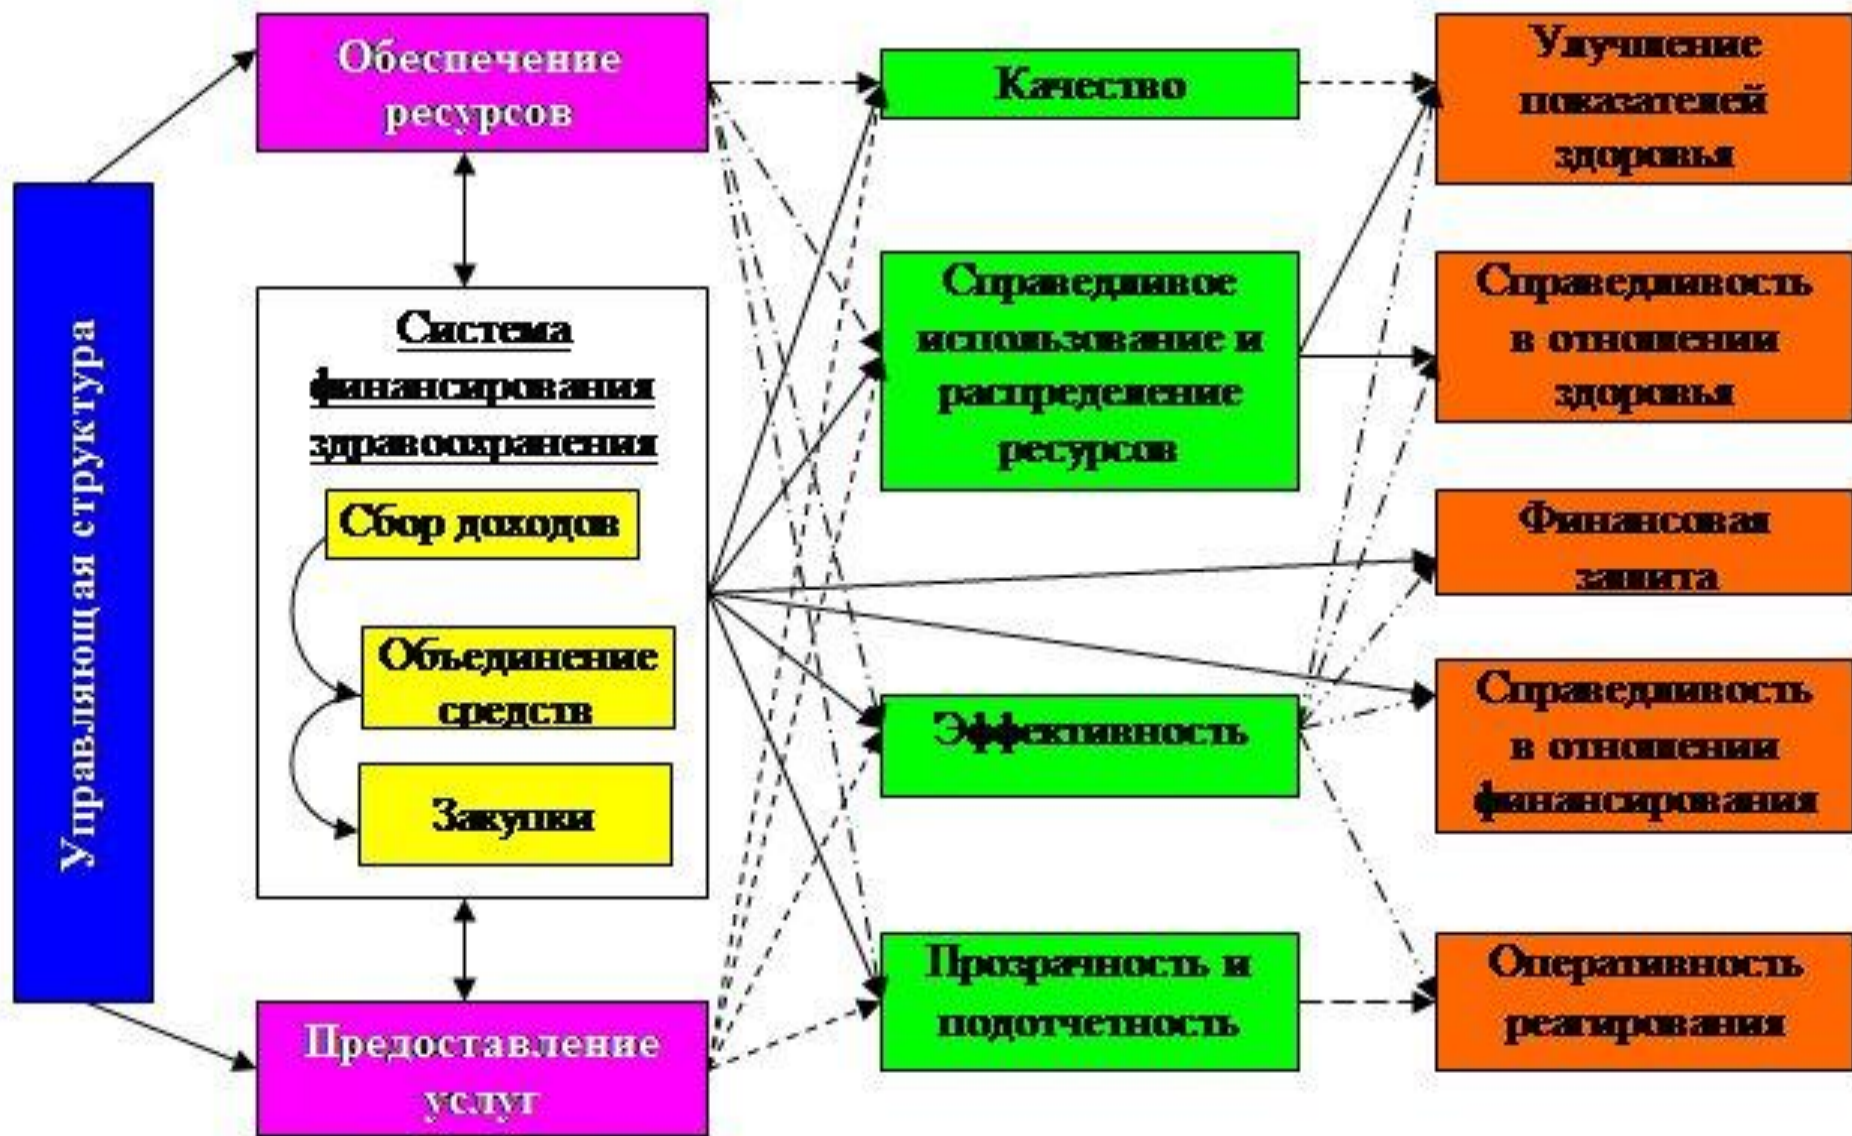 Управляющая структура
Обеспечение
ресурсов
Система
финансирования
здравоохранения
Сбор доходов
Объединение
средств
Закупки
Предоставление
услуг
Качество
Справедливое
использование и
распределение
ресурсов
Эффективность
Прозрачность и
подотчетность
Улучшение
показателей
здоровья
Справедливость
в отношении
здоровья
Финансовая
защита
Справедливость
в отношении
финансирования
Оперативность
реагирования